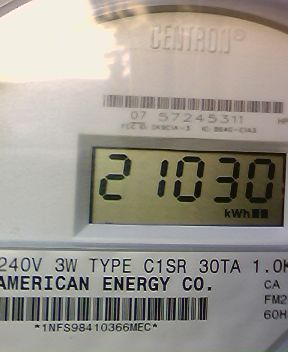 CENTRON®
07 57245311
21030
kWh
240V 3W TYPE C1SR 30TA 1.0K
AMERICAN ENERGY CO.
CA
FM2
60H
*1NFS98410366MEC*